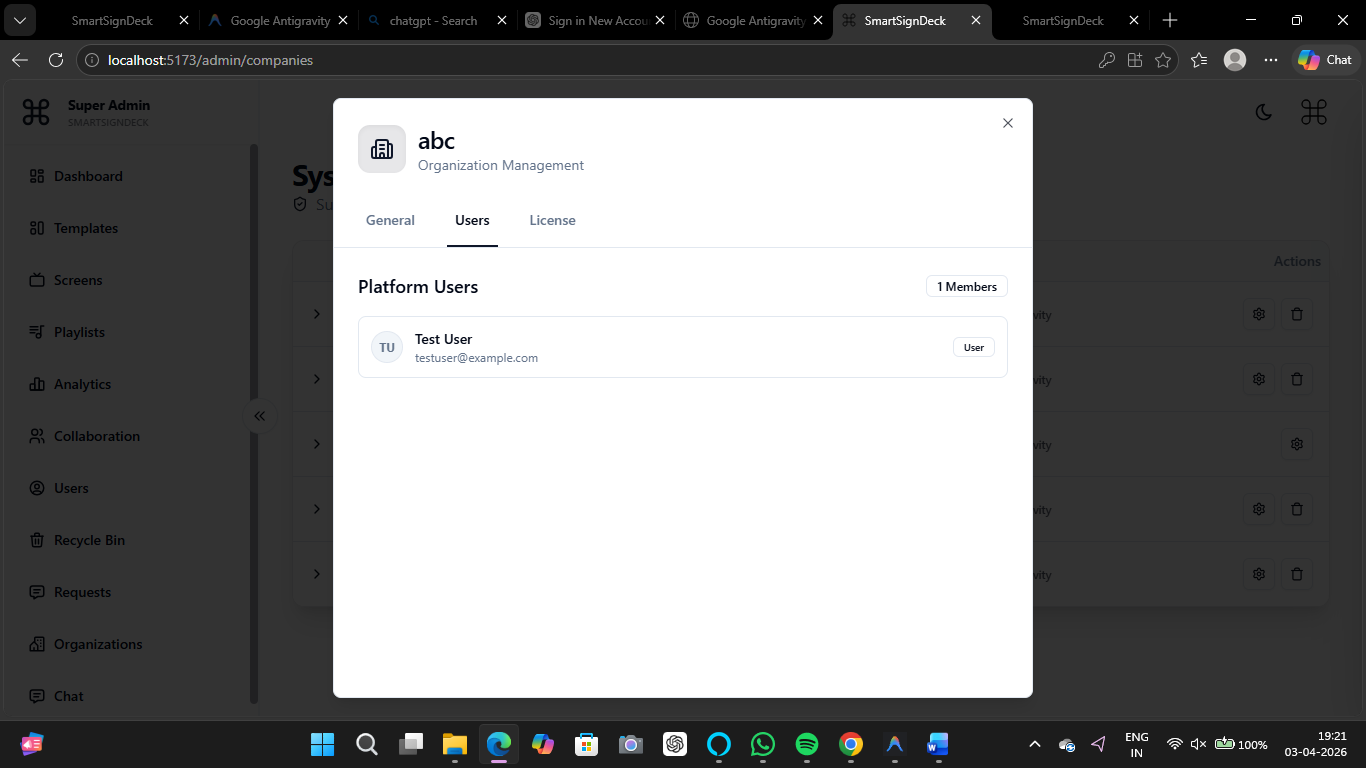 SmartSignDeck
Google Antigravity
chatgpt - Search
Sign in New Accou
Google Antigravity
SmartSignDeck
SmartSignDeck
localhost:5173/admin/companies
Chat
Super Admin
SMARTSIGNDECK
Dashboard
Templates
Screens
Playlists
Analytics
Collaboration
Users
Recycle Bin
Requests
Organizations
Chat
Sys
Su
Actions
vity
vity
vity
vity
vity
abc
Organization Management
General Users License
Platform Users
1 Members
TU
Test User
testuser@example.com
User
ENG
IN
100%
19:21
03-04-2026